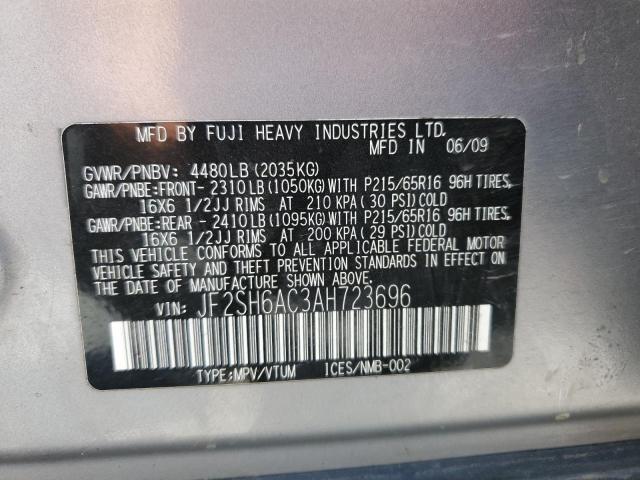 MFD BY FUJI HEAVY INDUSTRIES LTD.
MFD IN 06/09
GVWR/PNBV: 4480LB(2035KG)
GAWR/PNBE:FRONT- 2310LB(1050KG)WITH P215/65R16 96H TIRES,
16X6 1/2JJ RIMS AT 210 KPA(30 PSI)COLD
GAWR/PNBE:REAR - 2410LB(1095KG)WITH P215/65R16 96H TIRES,
16X6 1/2JJ RIMS AT 200 KPA(29 PSI)COLD
THIS VEHICLE CONFORMS TO ALL APPLICABLE FEDERAL MOTOR
VEHICLE SAFETY AND THEFT PREVENTION STANDARDS IN EFFECT ON
THE DATE OF MANUFACTURE SHOWN ABOVE.
VIN: JF2SH6AC3AH723696
TYPE:MPV/VTUM ICES/NMB-002